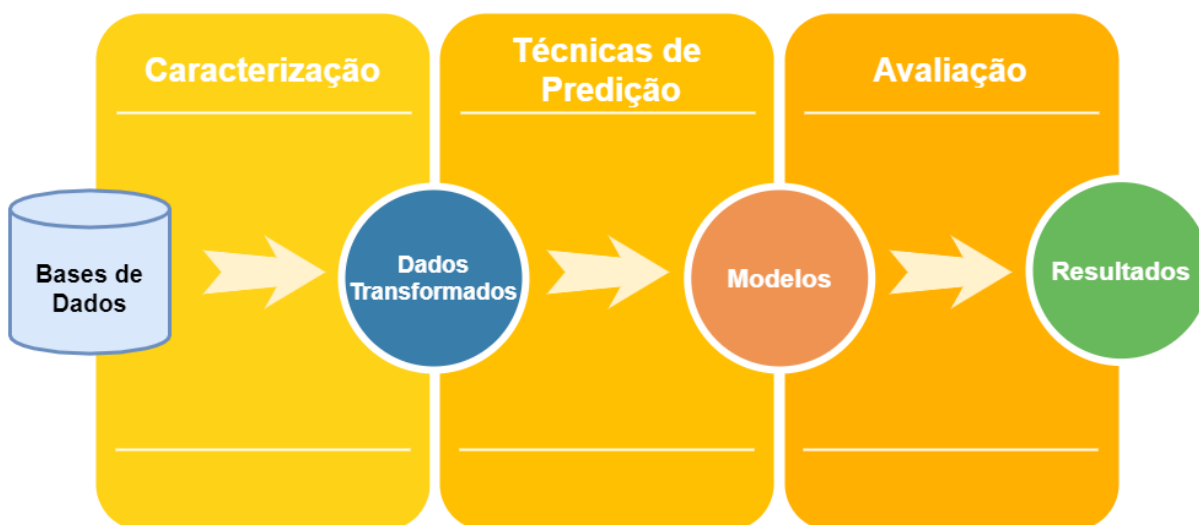 Caracterização
Técnicas de
Predição
Avaliação
Bases de
Dados
Dados
Transformados
Modelos
Resultados